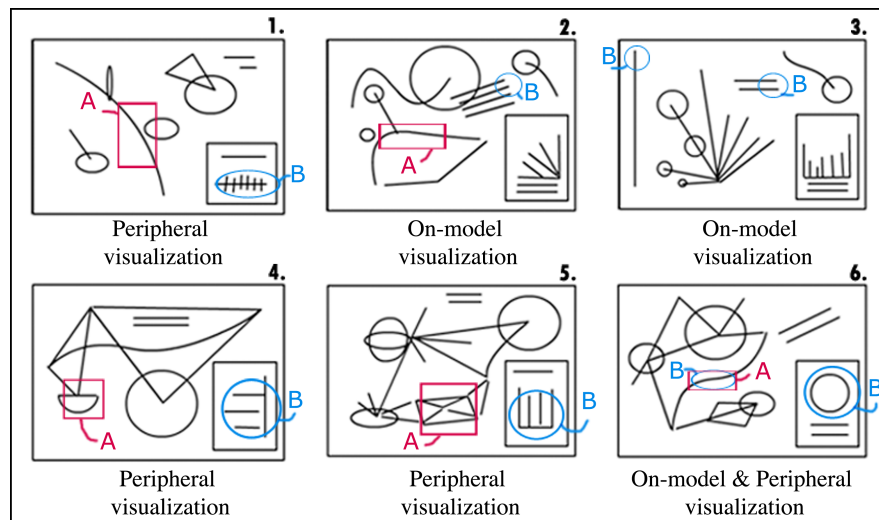 1.
2.
3.
A
B
B
A
B
B
Peripheral
visualization
On-model
visualization
On-model
visualization
4.
5.
6.
A
B
A
B
B
A
B
Peripheral
visualization
Peripheral
visualization
On-model & Peripheral
visualization